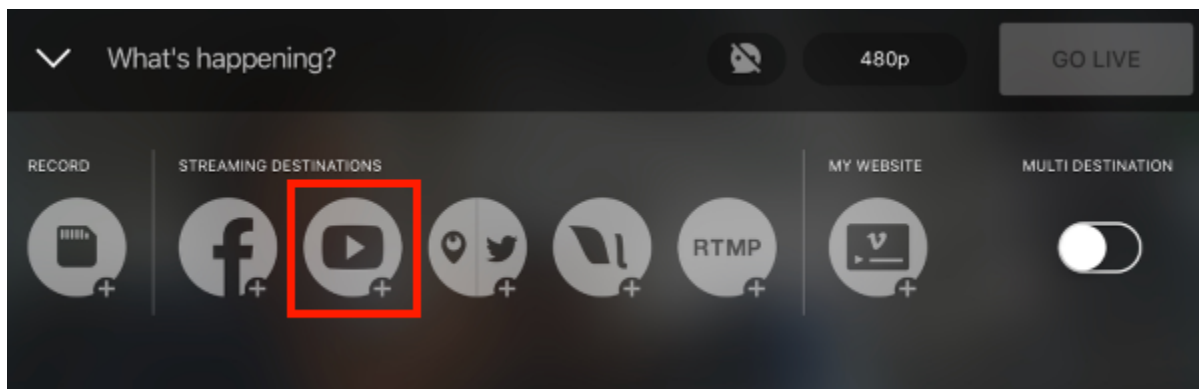 What's happening?
480p
GO LIVE
RECORD
STREAMING DESTINATIONS
MY WEBSITE
MULTI DESTINATION
RTMP